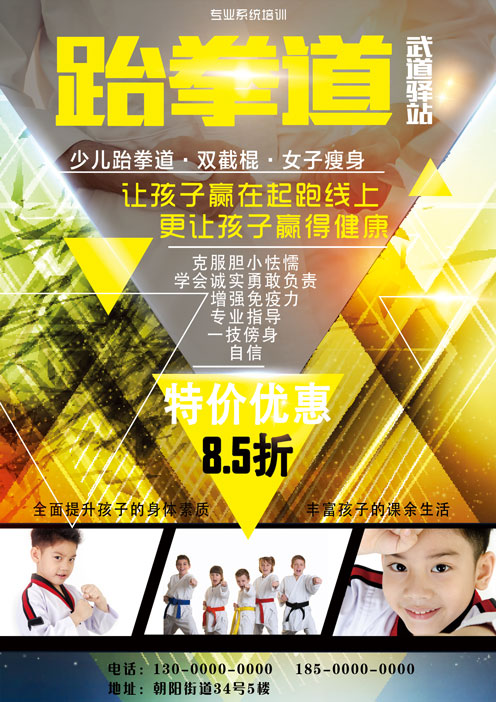 专业系统培训
跆拳道
武道驿站
少儿跆拳道·双截棍·女子瘦身
让孩子赢在起跑线上
更让孩子赢得健康
克服胆小怯懦
学会诚实勇敢负责
增强免疫力
专业指导
一技傍身
自信
特价优惠
8.5折
全面提升孩子的身体素质
丰富孩子的课余生活
电话：130-0000-0000 185-0000-0000
地址：朝阳街道34号5楼